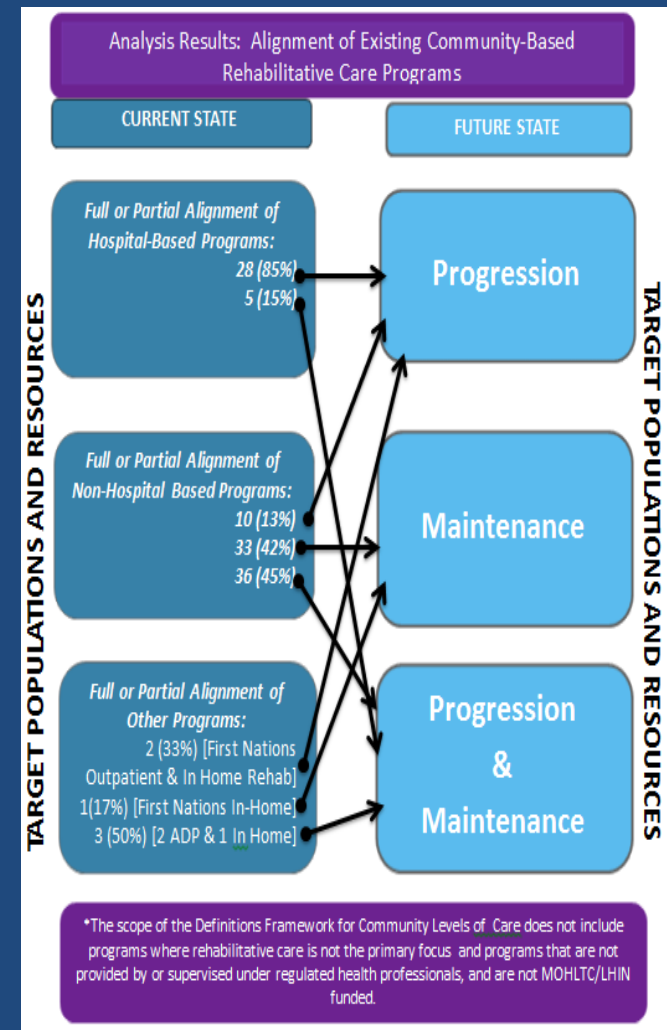 Analysis Results: Alignment of Existing Community-Based
Rehabilitative Care Programs
CURRENT STATE
FUTURE STATE
TARGET POPULATIONS AND RESOURCES
Full or Partial Alignment of
Hospital-Based Programs:
28 (85%)
5 (15%)
Full or Partial Alignment of
Non-Hospital Based Programs:
10 (13%)
33 (42%)
36 (45%)
Full or Partial Alignment of
Other Programs:
2 (33%) [First Nations
Outpatient & In Home Rehab]
1(17%) [First Nations In-Home]
3 (50%) [2 ADP & 1 In Home]
Progression
Maintenance
Progression
&
Maintenance
TARGET POPULATIONS AND RESOURCES
*The scope of the Definitions Framework for Community Levels of Care does not include
programs where rehabilitative care is not the primary focus and programs that are not
provided by or supervised under regulated health professionals, and are not MOHLTC/LHIN
funded.